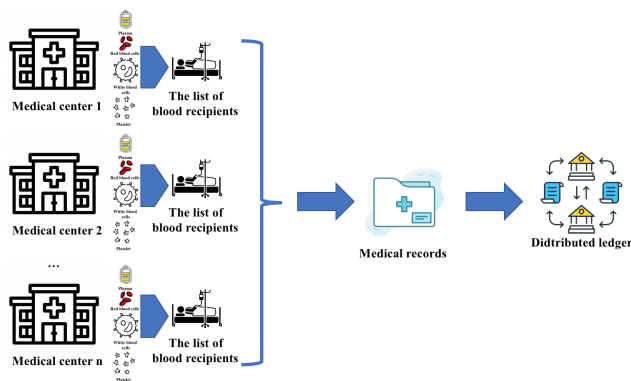 Plasma
Red blood cells
White blood
cells
Platelet
Medical center 1
The list of
blood recipients
Plasma
Red blood cells
White blood
cells
Platelet
Medical center 2
The list of
blood recipients
...
Plasma
Red blood cells
White blood
cells
Platelet
Medical center n
The list of
blood recipients
Medical records
Didtributed ledger